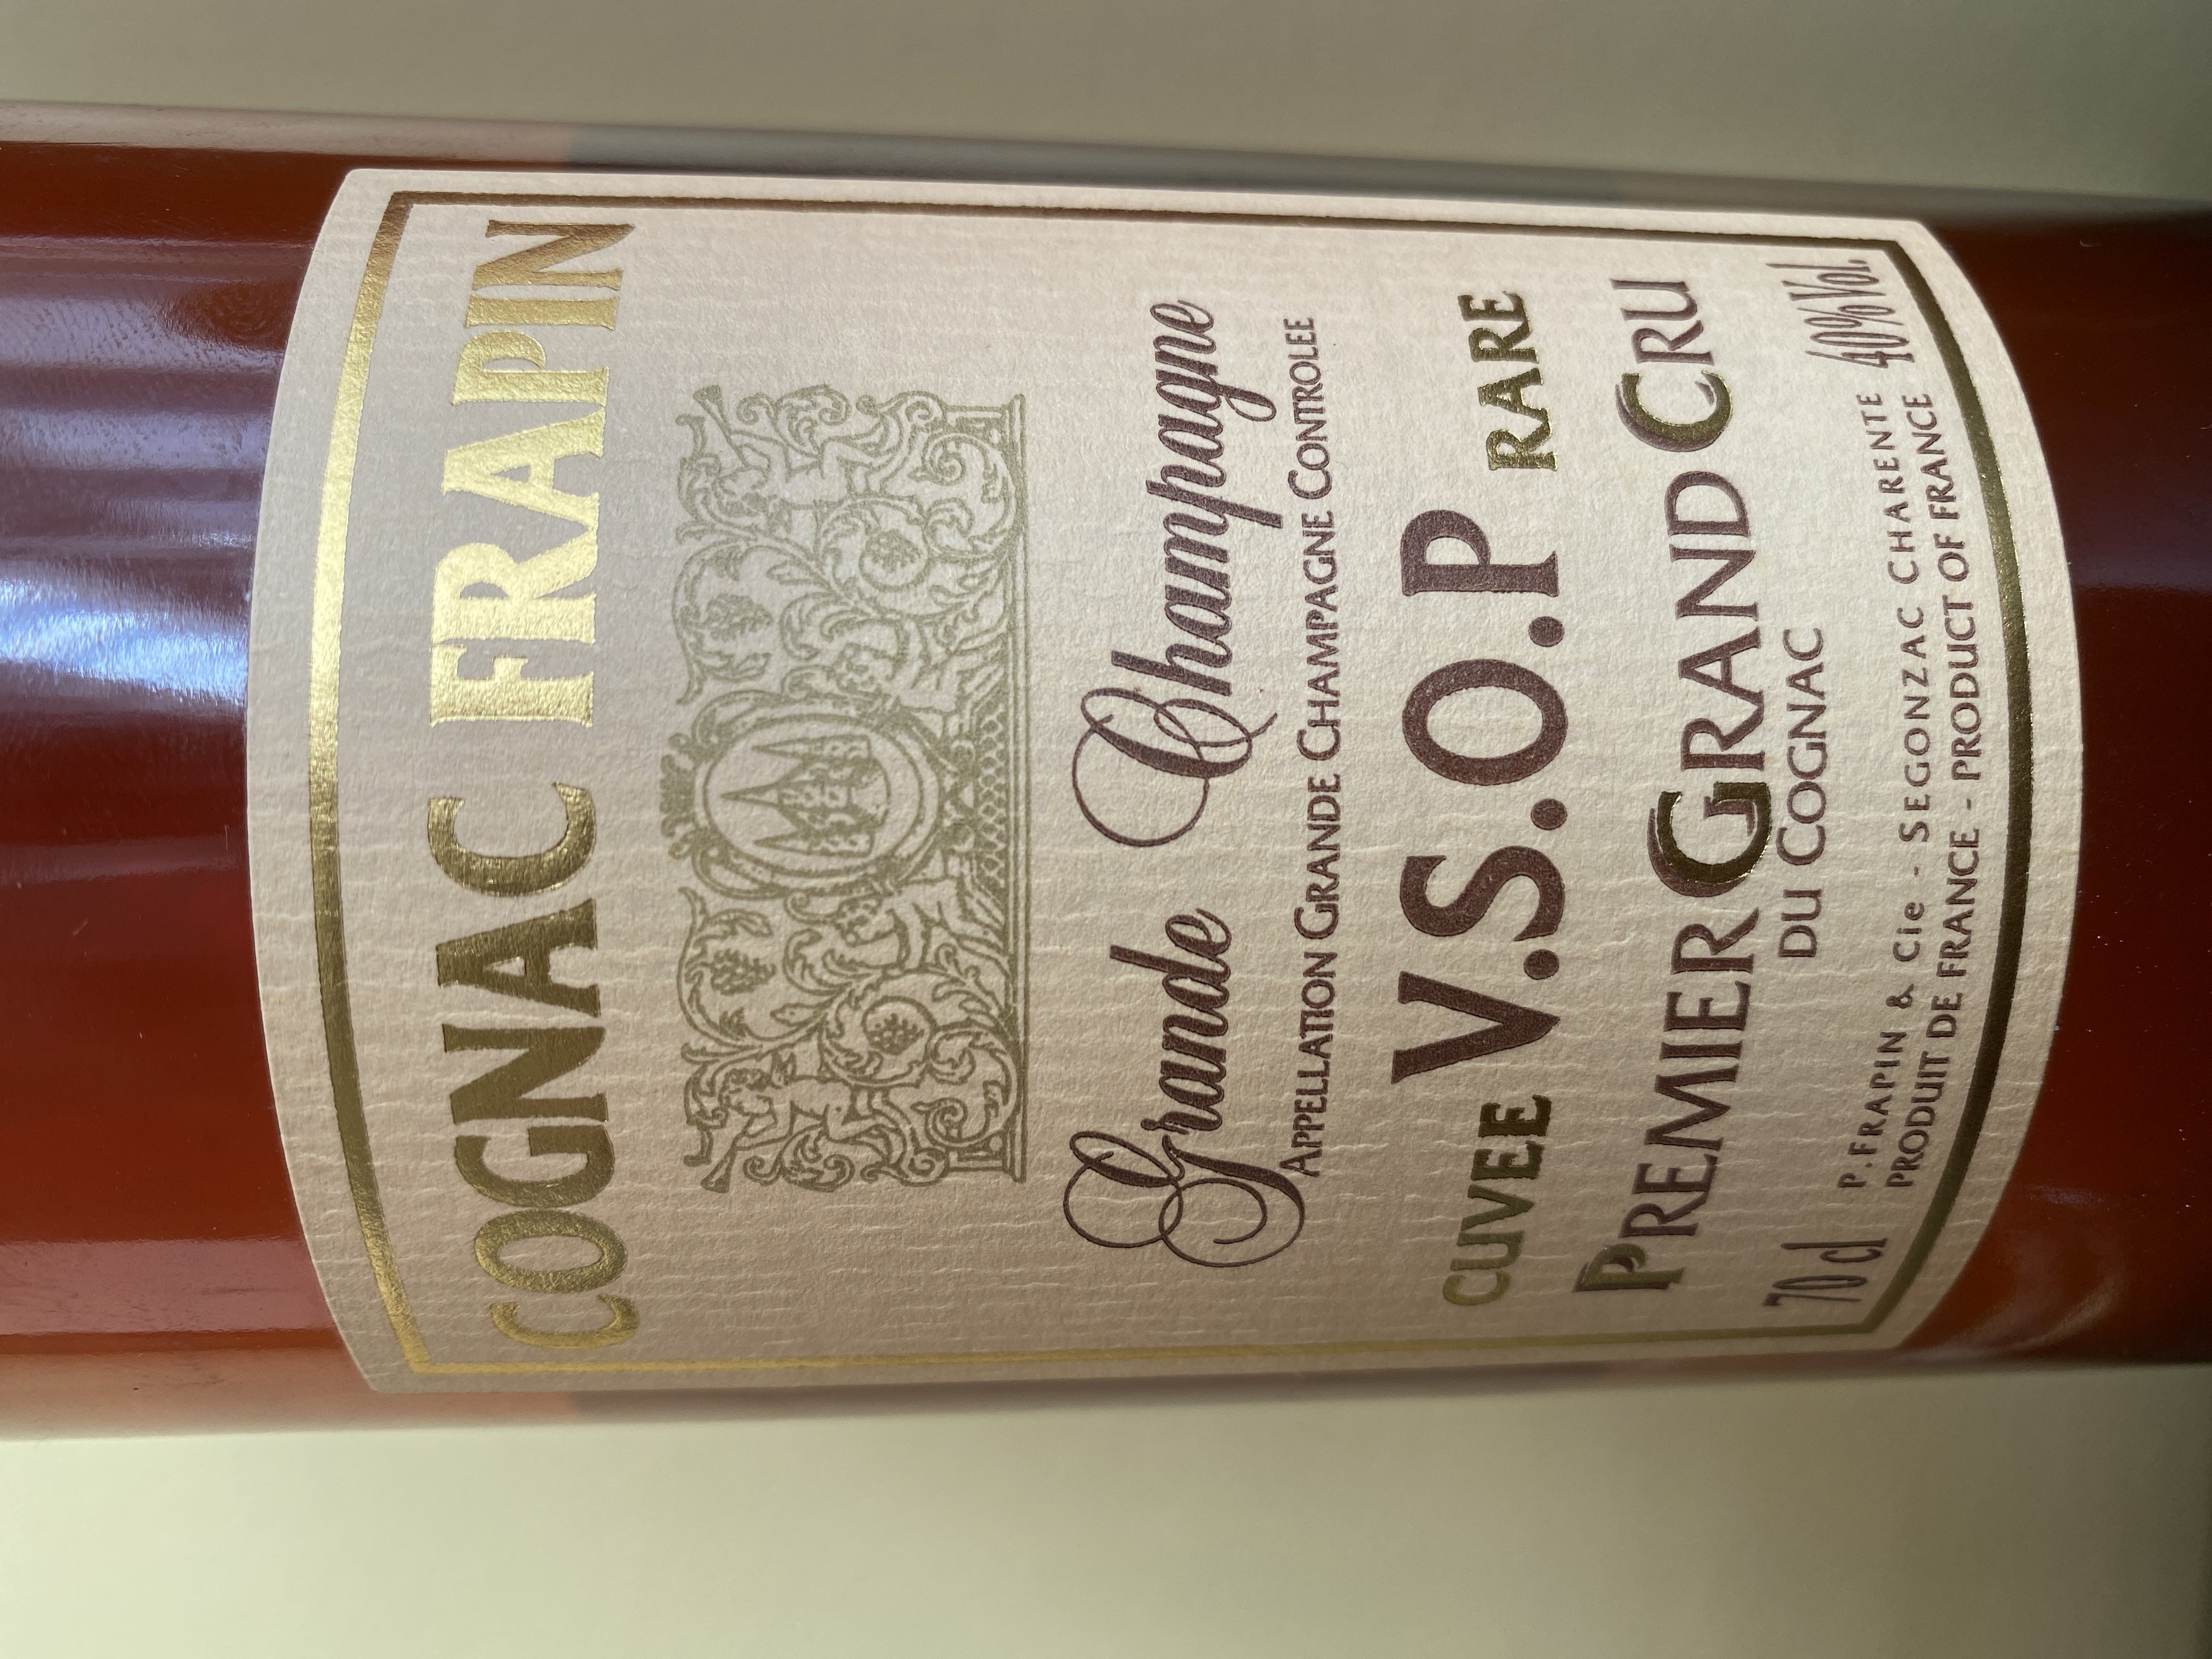 COGNAC FRAPIN
Grande Champagne
APPELLATION GRANDE CHAMPAGNE CONTROLEE
CUVEE V.S.O.P RARE
PREMIER GRAND CRU
DU COGNAC
70 cl P.FRAPIN & Cie - SEGONZAC CHARENTE 40%Vol.
PRODUIT DE FRANCE - PRODUCT OF FRANCE